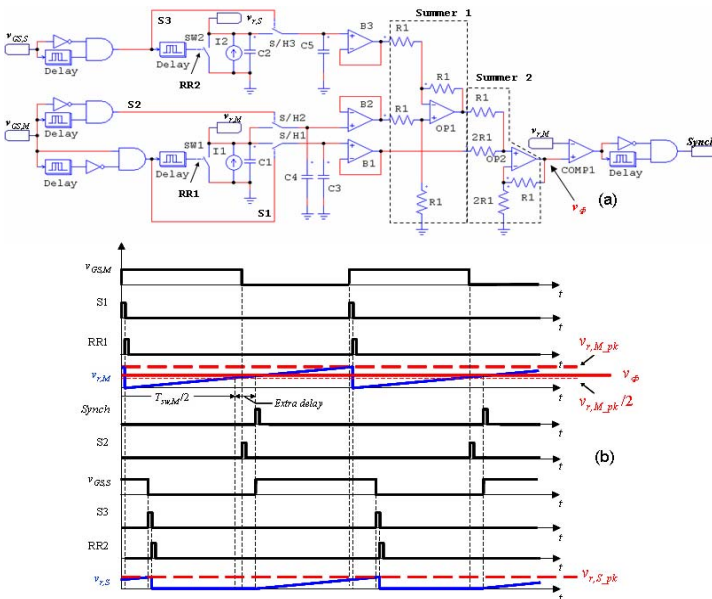 Summer 1
S3
v_r,S
B3
v_GS,S
SW2
I2
C2
S/H3
C5
R1
Delay
Delay
R1
Summer 2
RR2
S2
v_r,M
S/H2
B2
R1
OP1
R1
v_GS,M
S/H1
v_r,M
Synch
SW1
I1
C1
B1
2R1
OP2
COMP1
Delay
Delay
Delay
RR1
C4
C3
R1
R1
2R1
S1
v_Φ
(a)
v_GS,M
t
S1
t
RR1
t
v_r,M_pk
v_r,M
t
v_Φ
T_sw,M/2
Extra delay
v_r,M_pk/2
Synch
t
S2
t
(b)
v_GS,S
t
S3
t
RR2
t
v_r,S
v_r,S_pk
t